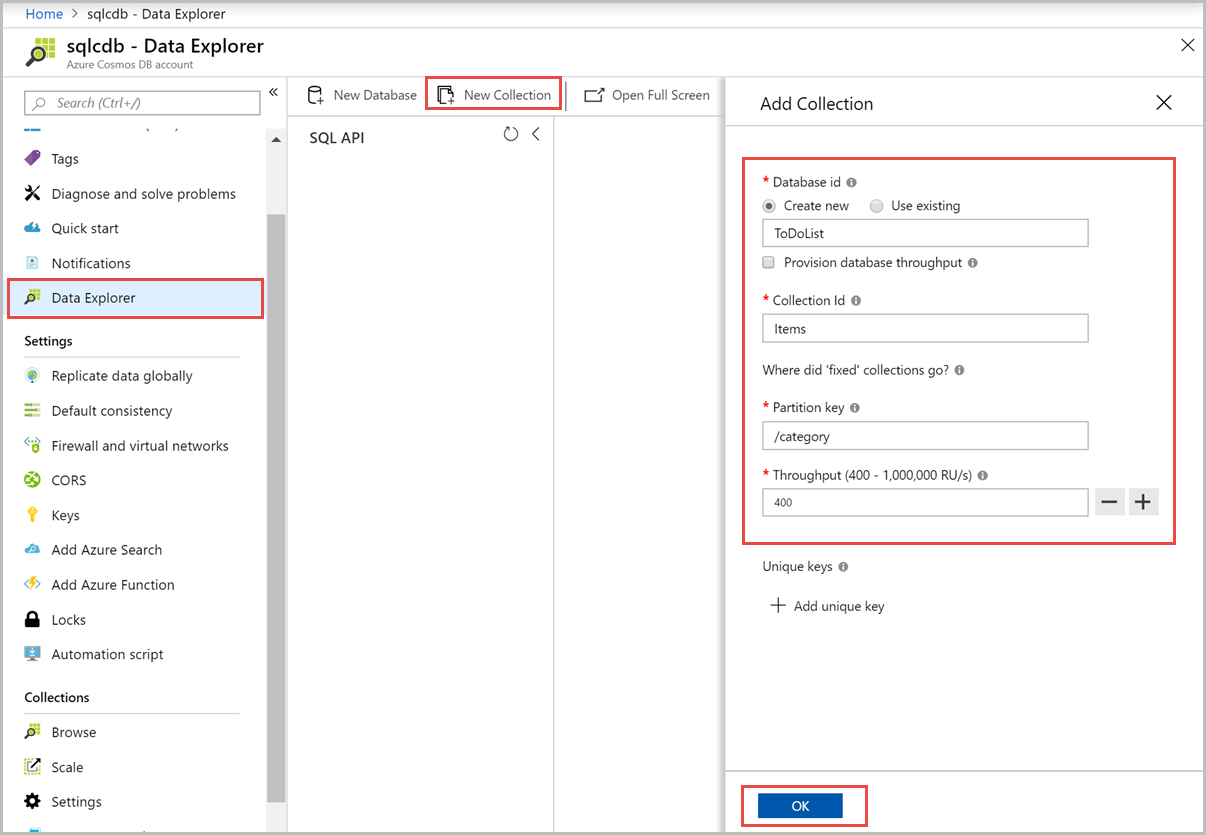 Home > sqlcdb - Data Explorer
sqlcdb - Data Explorer
Azure Cosmos DB account
Search (Ctrl+/)
«
Tags
Diagnose and solve problems
Quick start
Notifications
Data Explorer
Settings
Replicate data globally
Default consistency
Firewall and virtual networks
CORS
Keys
Add Azure Search
Add Azure Function
Locks
Automation script
Collections
Browse
Scale
Settings
New Database
New Collection
Open Full Screen
SQL API
Add Collection
* Database id
Create new
Use existing
ToDoList
Provision database throughput
* Collection Id
Items
Where did 'fixed' collections go?
* Partition key
/category
* Throughput (400 - 1,000,000 RU/s)
400
Unique keys
+ Add unique key
OK